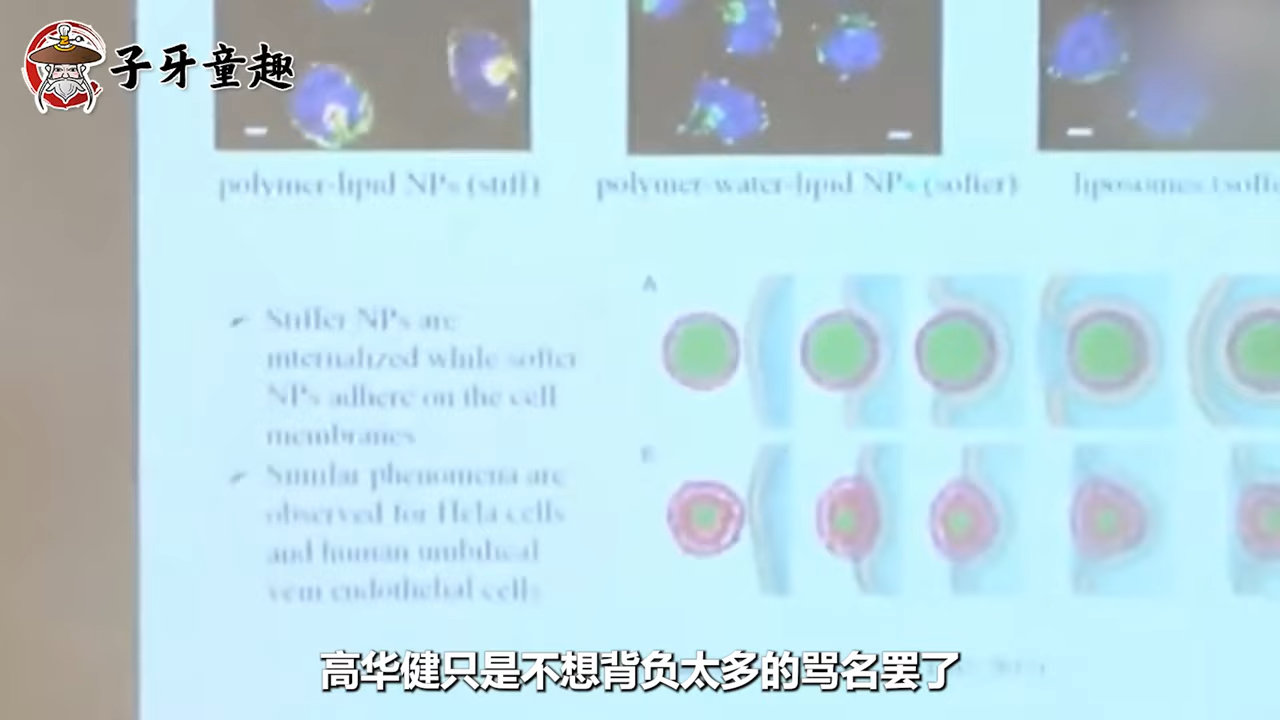 子牙童趣
polymer-lipid NPs (stiff)
polymer-water-lipid NPs (softer)
liposomes (softe
A
Stiffer NPs are
internalized while softer
NPs adhere on the cell
membranes
B
Similar phenomena are
observed for Hela cells
and human umbilical
vein endothelial cells
高华健只是不想背负太多的骂名罢了